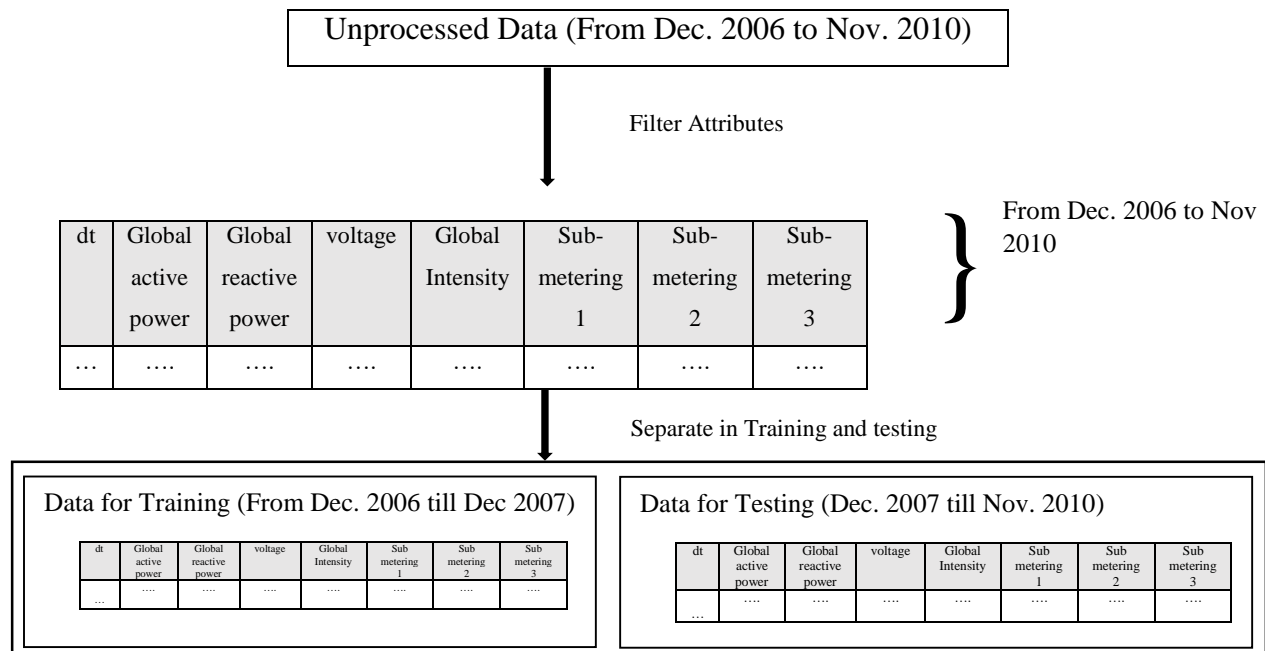 Unprocessed Data (From Dec. 2006 to Nov. 2010)
Filter Attributes
From Dec. 2006 to Nov
2010
dt Global Global voltage Global Sub- Sub- Sub-
active reactive Intensity metering metering metering
power power 1 2 3
… …. …. …. …. …. …. ….
Separate in Training and testing
Data for Training (From Dec. 2006 till Dec 2007)
dt Global Global voltage Global Sub Sub Sub
active reactive Intensity metering metering metering
power power 1 2 3
…. …. …. …. …. …. ….
…
Data for Testing (Dec. 2007 till Nov. 2010)
dt Global Global voltage Global Sub Sub Sub
active reactive Intensity metering metering metering
power power 1 2 3
…. …. …. …. …. …. ….
…